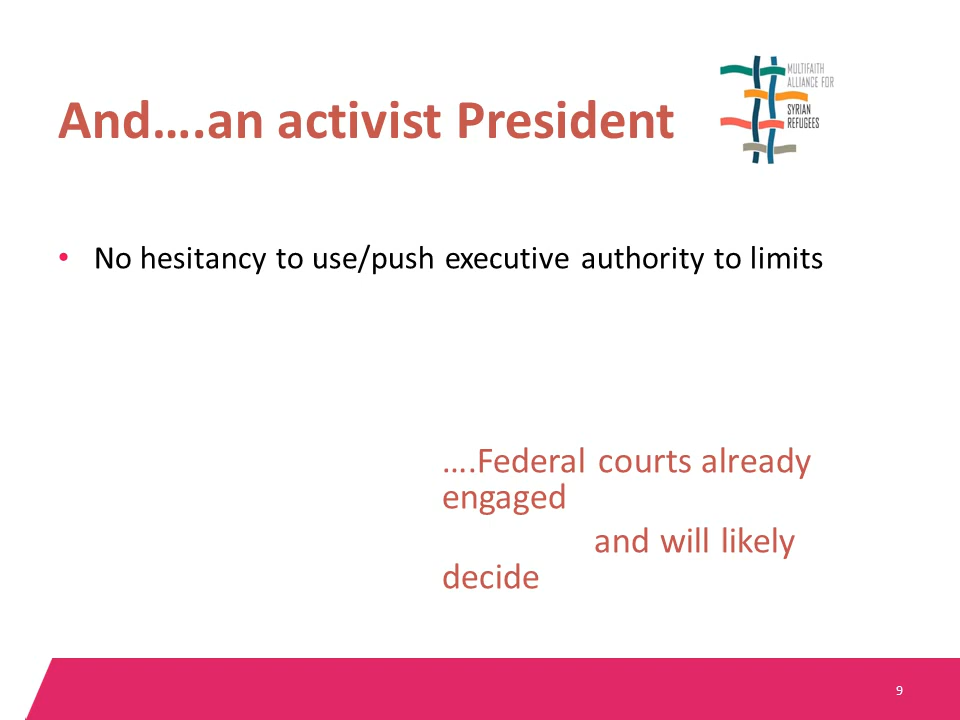 And….an activist President
MULTIFAITH
ALLIANCE FOR
SYRIAN
REFUGEES
• No hesitancy to use/push executive authority to limits
….Federal courts already
engaged
and will likely
decide
9